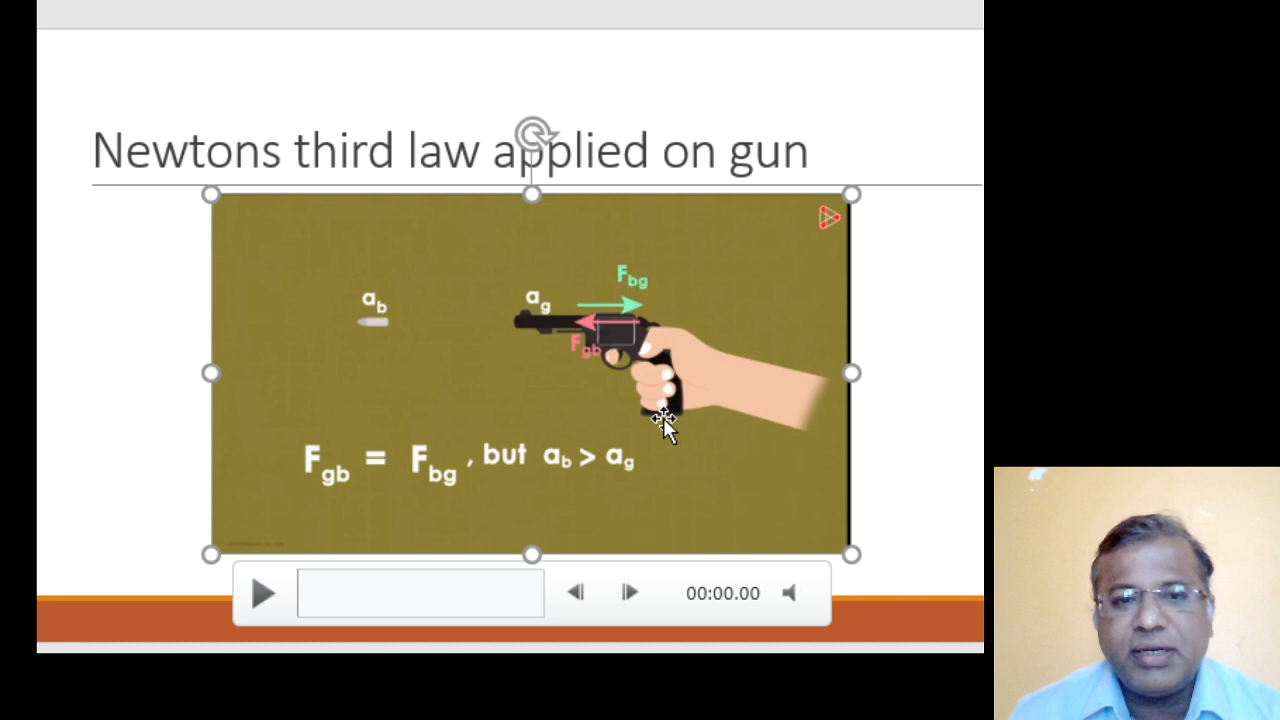 Newtons third law applied on gun
Fbg
ab
ag
Fgb
Fgb = Fbg , but ab > ag
00:00.00